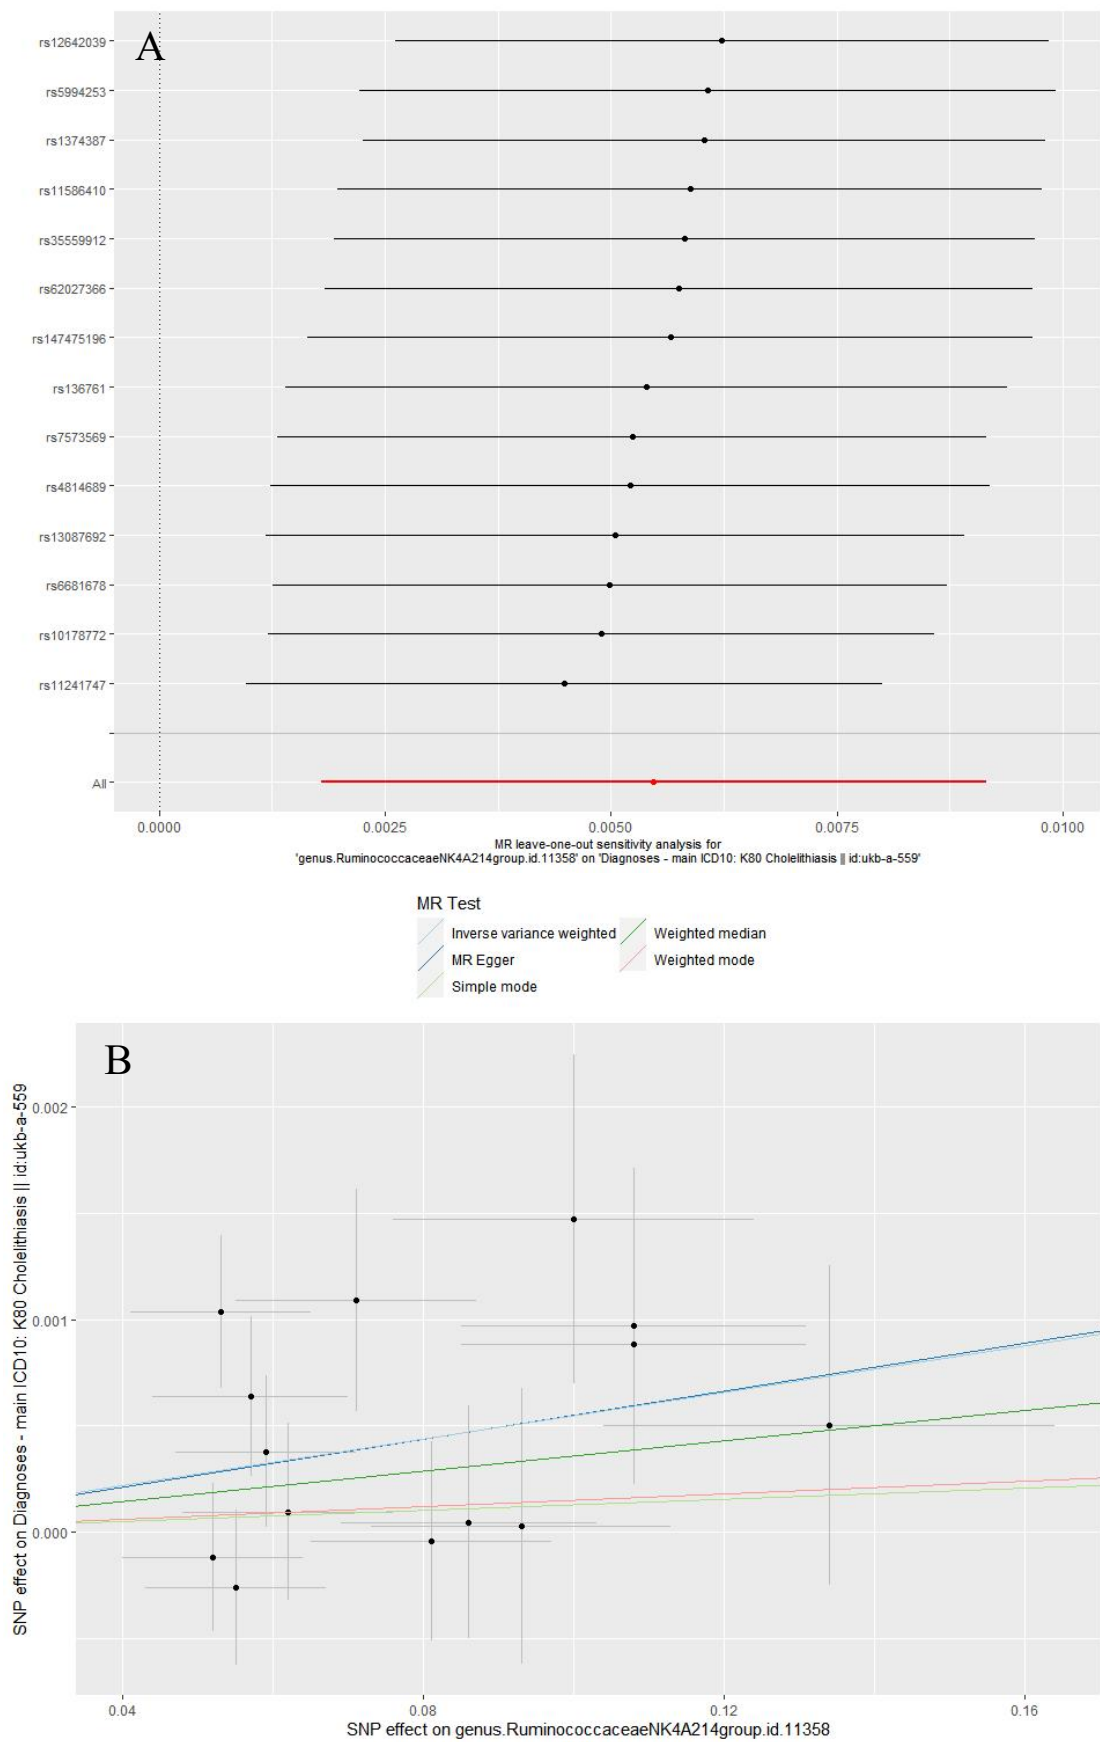 A
rs12642039
rs5994253
rs1374387
rs11586410
rs35559912
rs62027366
rs147475196
rs136761
rs7573569
rs4814689
rs13087692
rs6681678
rs10178772
rs11241747
All
0.0000 0.0025 0.0050 0.0075 0.0100
MR leave-one-out sensitivity analysis for
'genus.RuminococcaceaeNK4A214group.id.11358' on 'Diagnoses - main ICD10: K80 Cholelithiasis || id:ukb-a-559'
MR Test
Inverse variance weighted Weighted median
MR Egger Weighted mode
Simple mode
B
SNP effect on Diagnoses - main ICD10: K80 Cholelithiasis || id:ukb-a-559
0.002
0.001
0.000
0.04 0.08 0.12 0.16
SNP effect on genus.RuminococcaceaeNK4A214group.id.11358